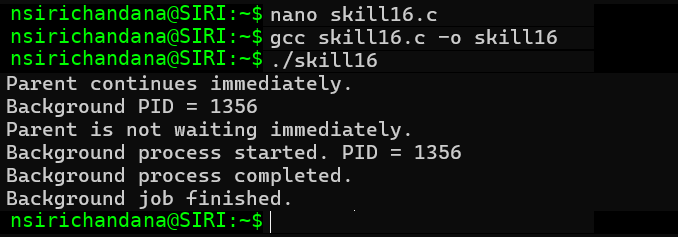 nsirichandana@SIRI:~$ nano skill16.c
nsirichandana@SIRI:~$ gcc skill16.c -o skill16
nsirichandana@SIRI:~$ ./skill16
Parent continues immediately.
Background PID = 1356
Parent is not waiting immediately.
Background process started. PID = 1356
Background process completed.
Background job finished.
nsirichandana@SIRI:~$